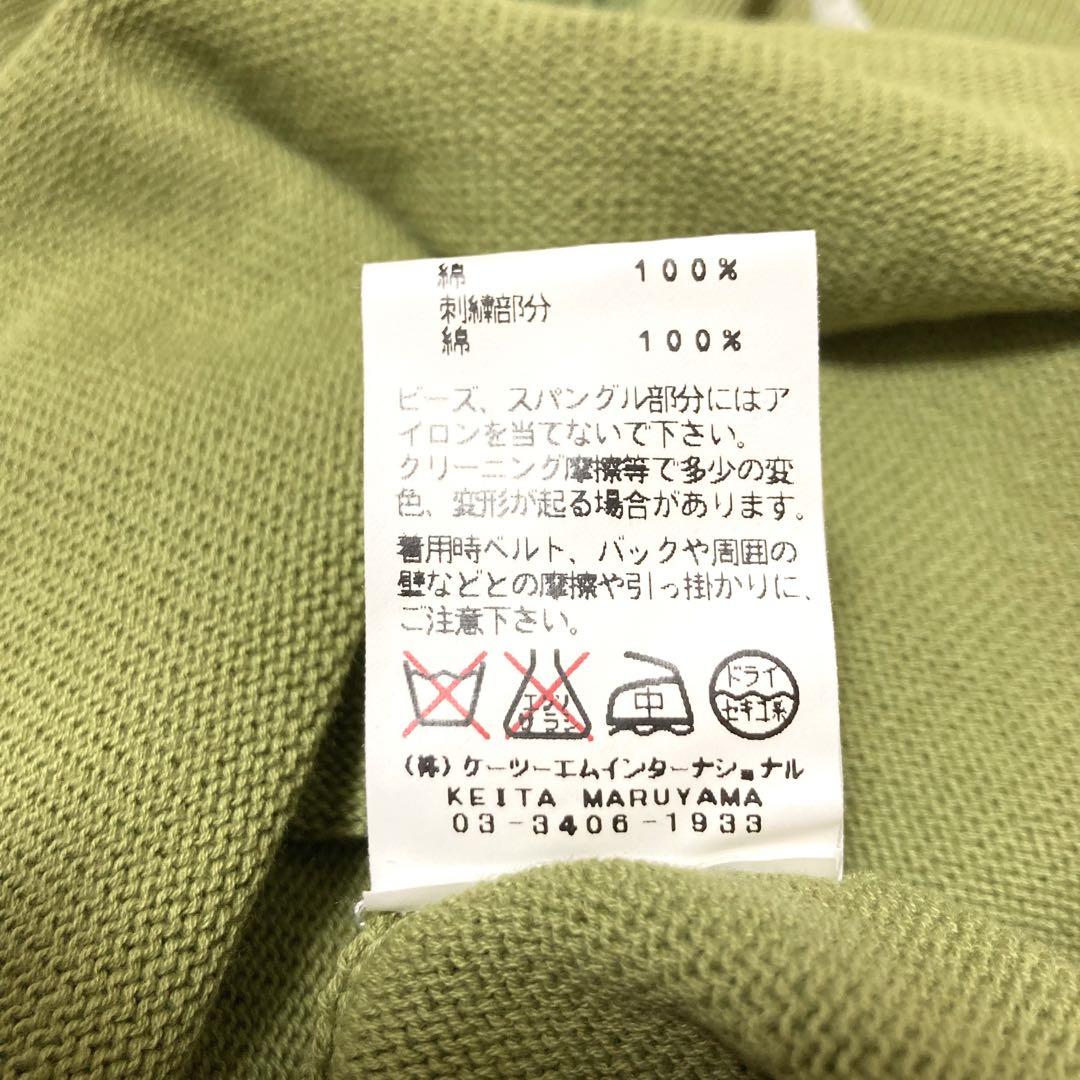 綿 100%
刺繍部分
綿 100%
ビーズ、スパングル部分にはア
イロンを当てないで下さい。
クリーニング摩擦等で多少の変
色、変形が起る場合があります。
着用時ベルト、バックや周囲の
壁などとの摩擦や引っ掛かりに、
ご注意下さい。
エンソ サラシ 中 ドライ セキユ系
(株)ケーツーエムインターナショナル
KEITA MARUYAMA
03-3406-1933